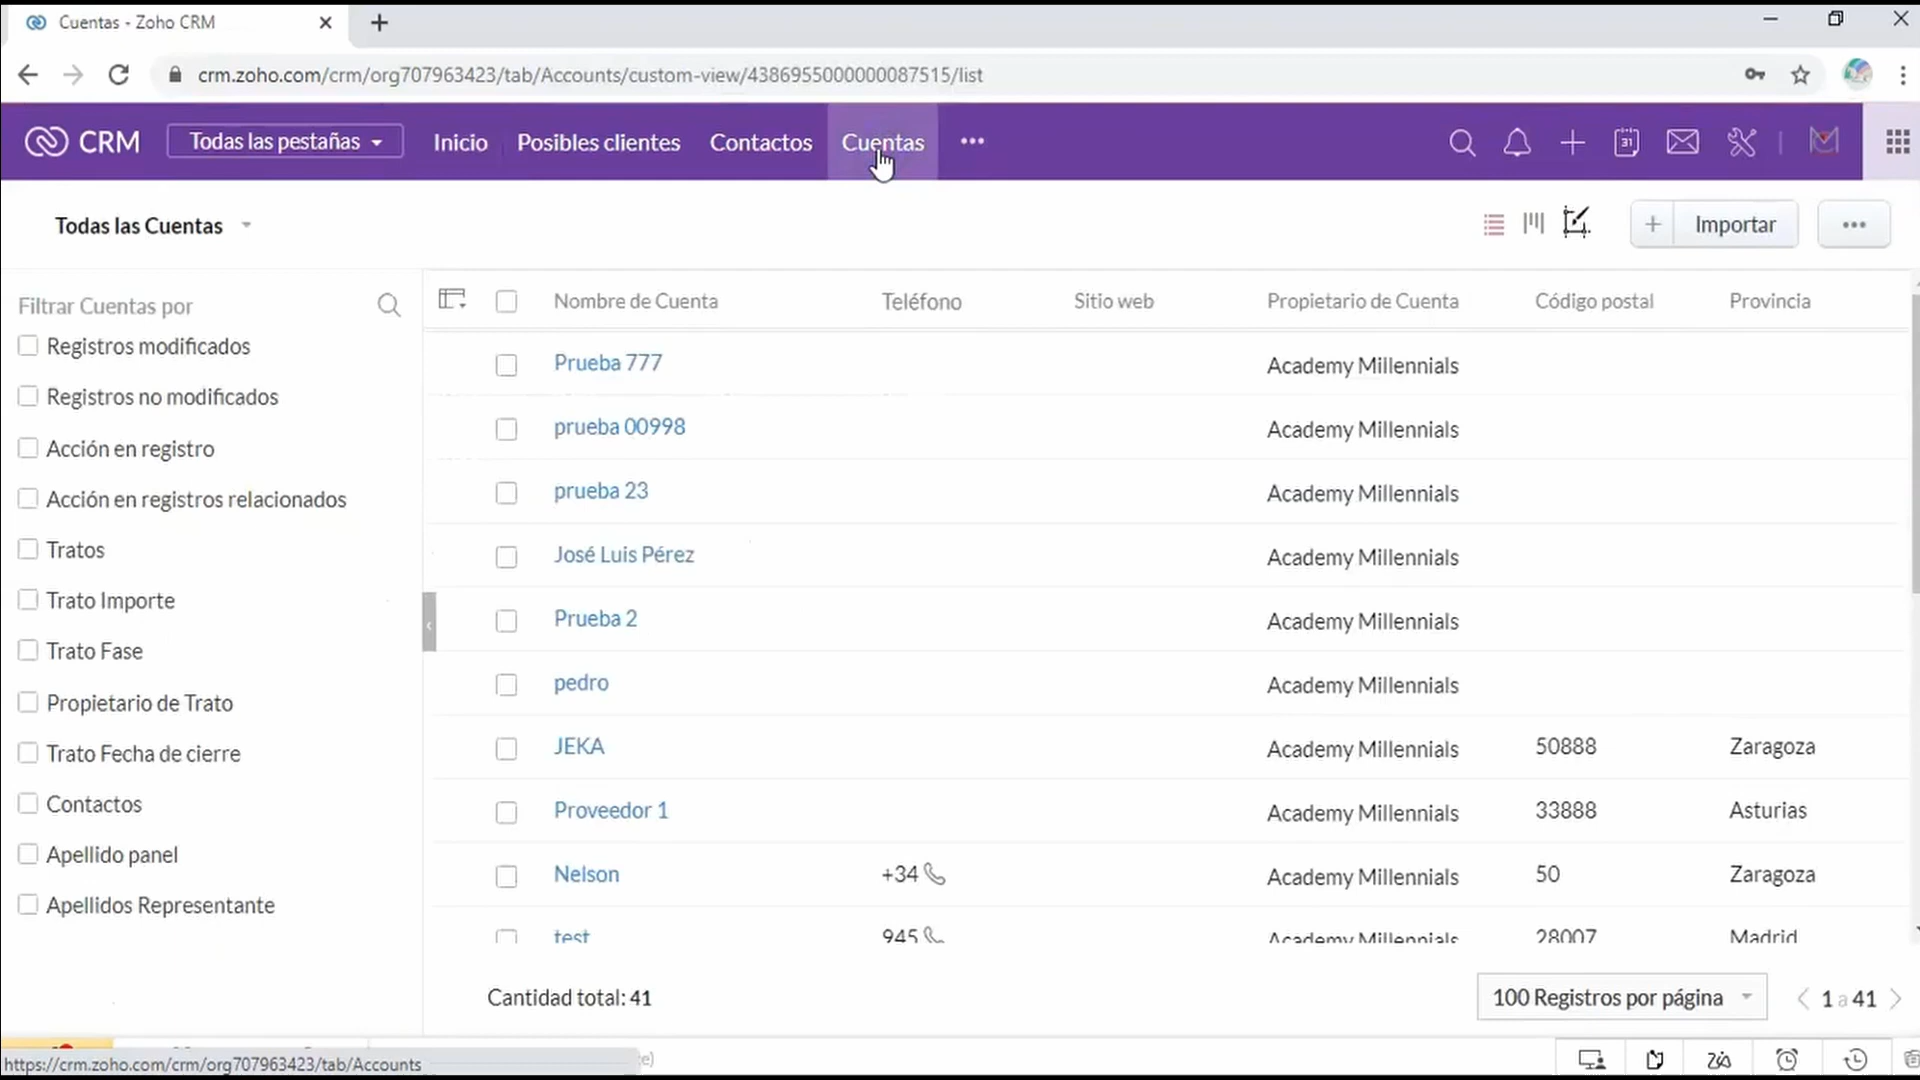 Cuentas - Zoho CRM
crm.zoho.com/crm/org707963423/tab/Accounts/custom-view/4386955000000087515/list
CRM Todas las pestañas Inicio Posibles clientes Contactos Cuentas ••• 31
Todas las Cuentas Importar •••
Filtrar Cuentas por
Registros modificados
Registros no modificados
Acción en registro
Acción en registros relacionados
Tratos
Trato Importe
Trato Fase
Propietario de Trato
Trato Fecha de cierre
Contactos
Apellido panel
Apellidos Representante
Nombre de Cuenta Teléfono Sitio web Propietario de Cuenta Código postal Provincia
Prueba 777 Academy Millennials
prueba 00998 Academy Millennials
prueba 23 Academy Millennials
José Luis Pérez Academy Millennials
Prueba 2 Academy Millennials
pedro Academy Millennials
JEKA Academy Millennials 50888 Zaragoza
Proveedor 1 Academy Millennials 33888 Asturias
Nelson +34 Academy Millennials 50 Zaragoza
test 945 Academy Millennials 28007 Madrid
Cantidad total: 41 100 Registros por página 1 a 41
https://crm.zoho.com/crm/org707963423/tab/Accounts